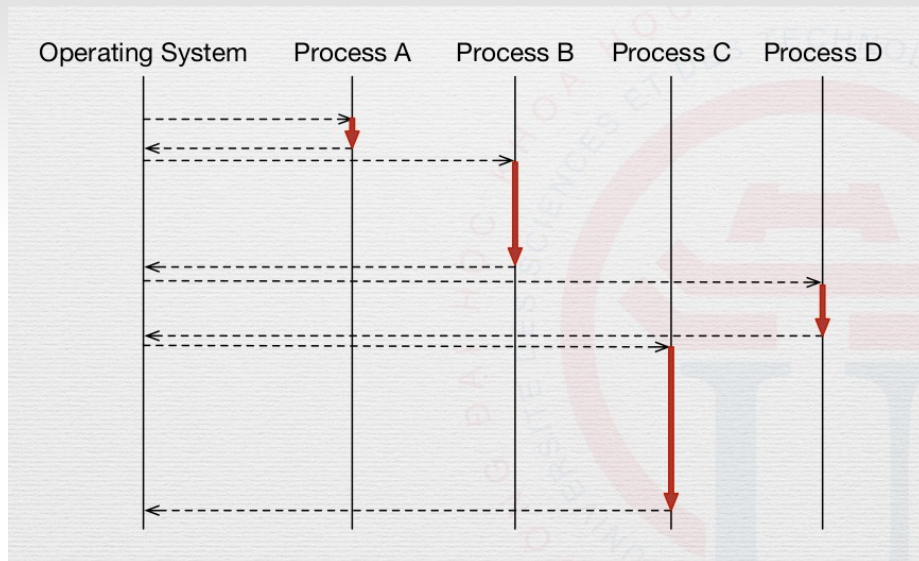 Operating System
Process A
Process B
Process C
Process D